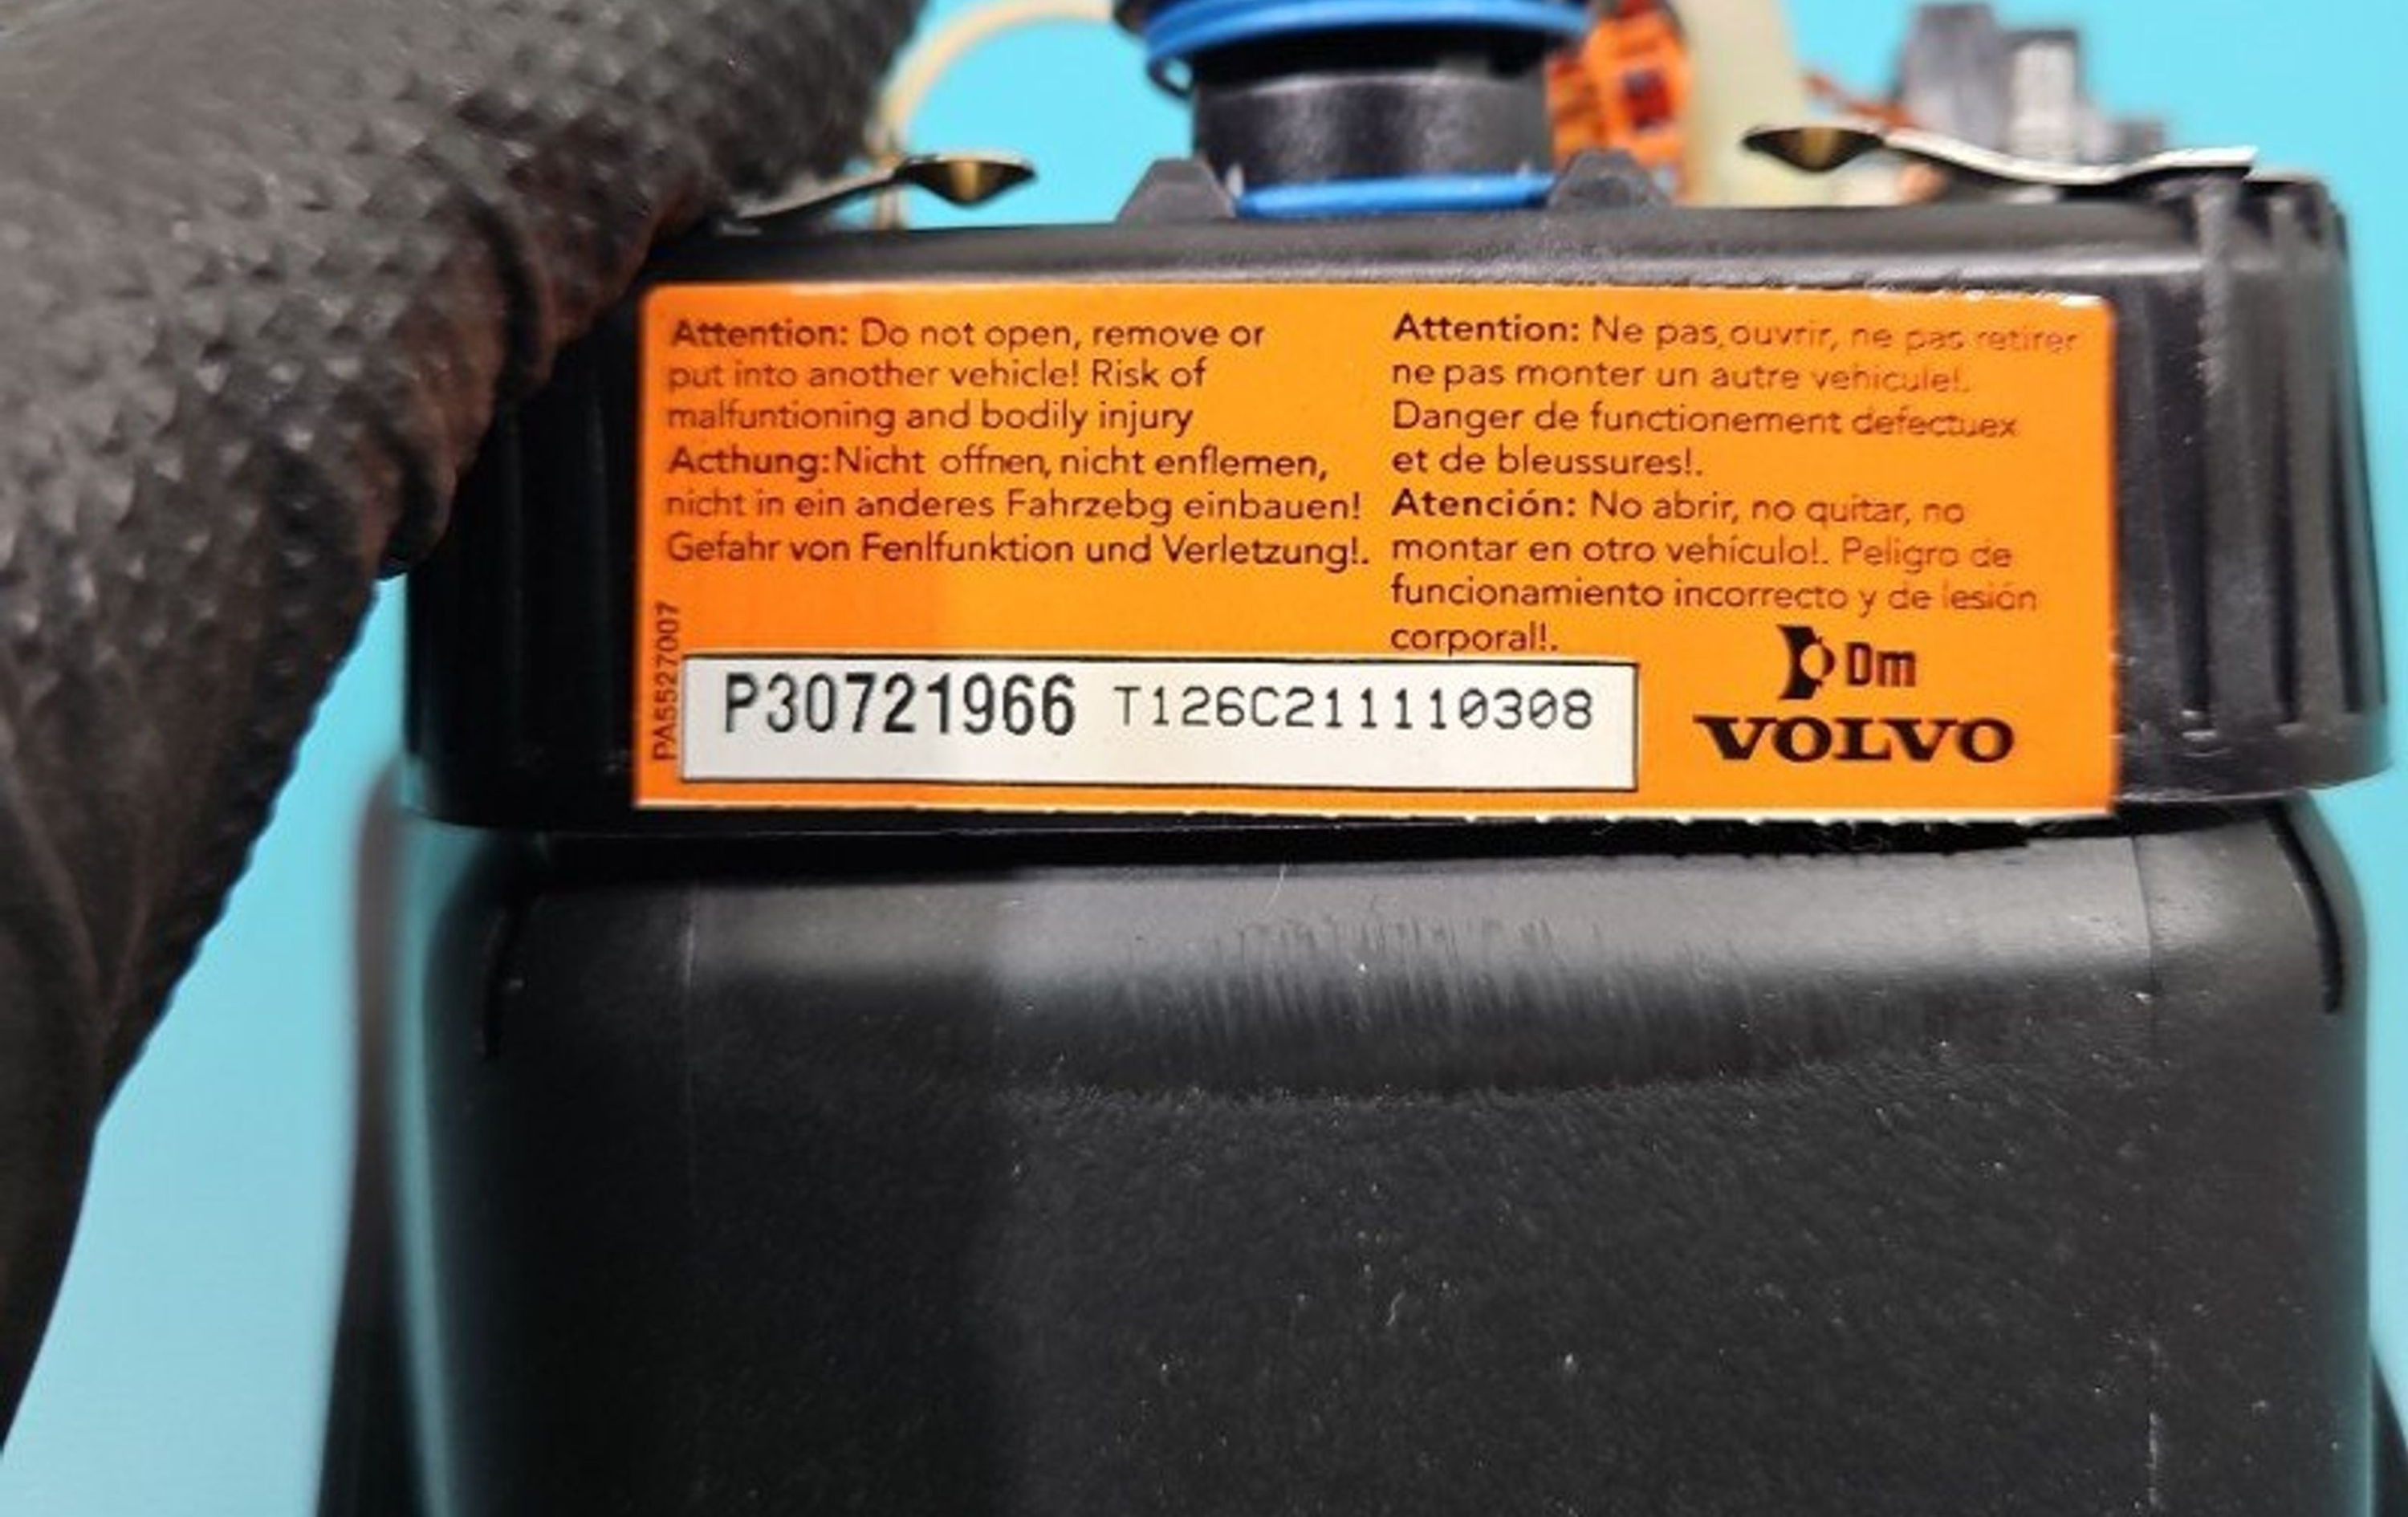 Attention: Do not open, remove or
put into another vehicle! Risk of
malfuntioning and bodily injury
Acthung: Nicht offnen, nicht enflemen,
nicht in ein anderes Fahrzebg einbauen!
Gefahr von Fenlfunktion und Verletzung!.
Attention: Ne pas,ouvrir, ne pas retirer
ne pas monter un autre vehicule!.
Danger de functionement defectuex
et de bleussures!.
Atención: No abrir, no quitar, no
montar en otro vehículo!. Peligro de
funcionamiento incorrecto y de lesión
corporal!.
PA5527007
P30721966 T126C211110308
Dm
VOLVO